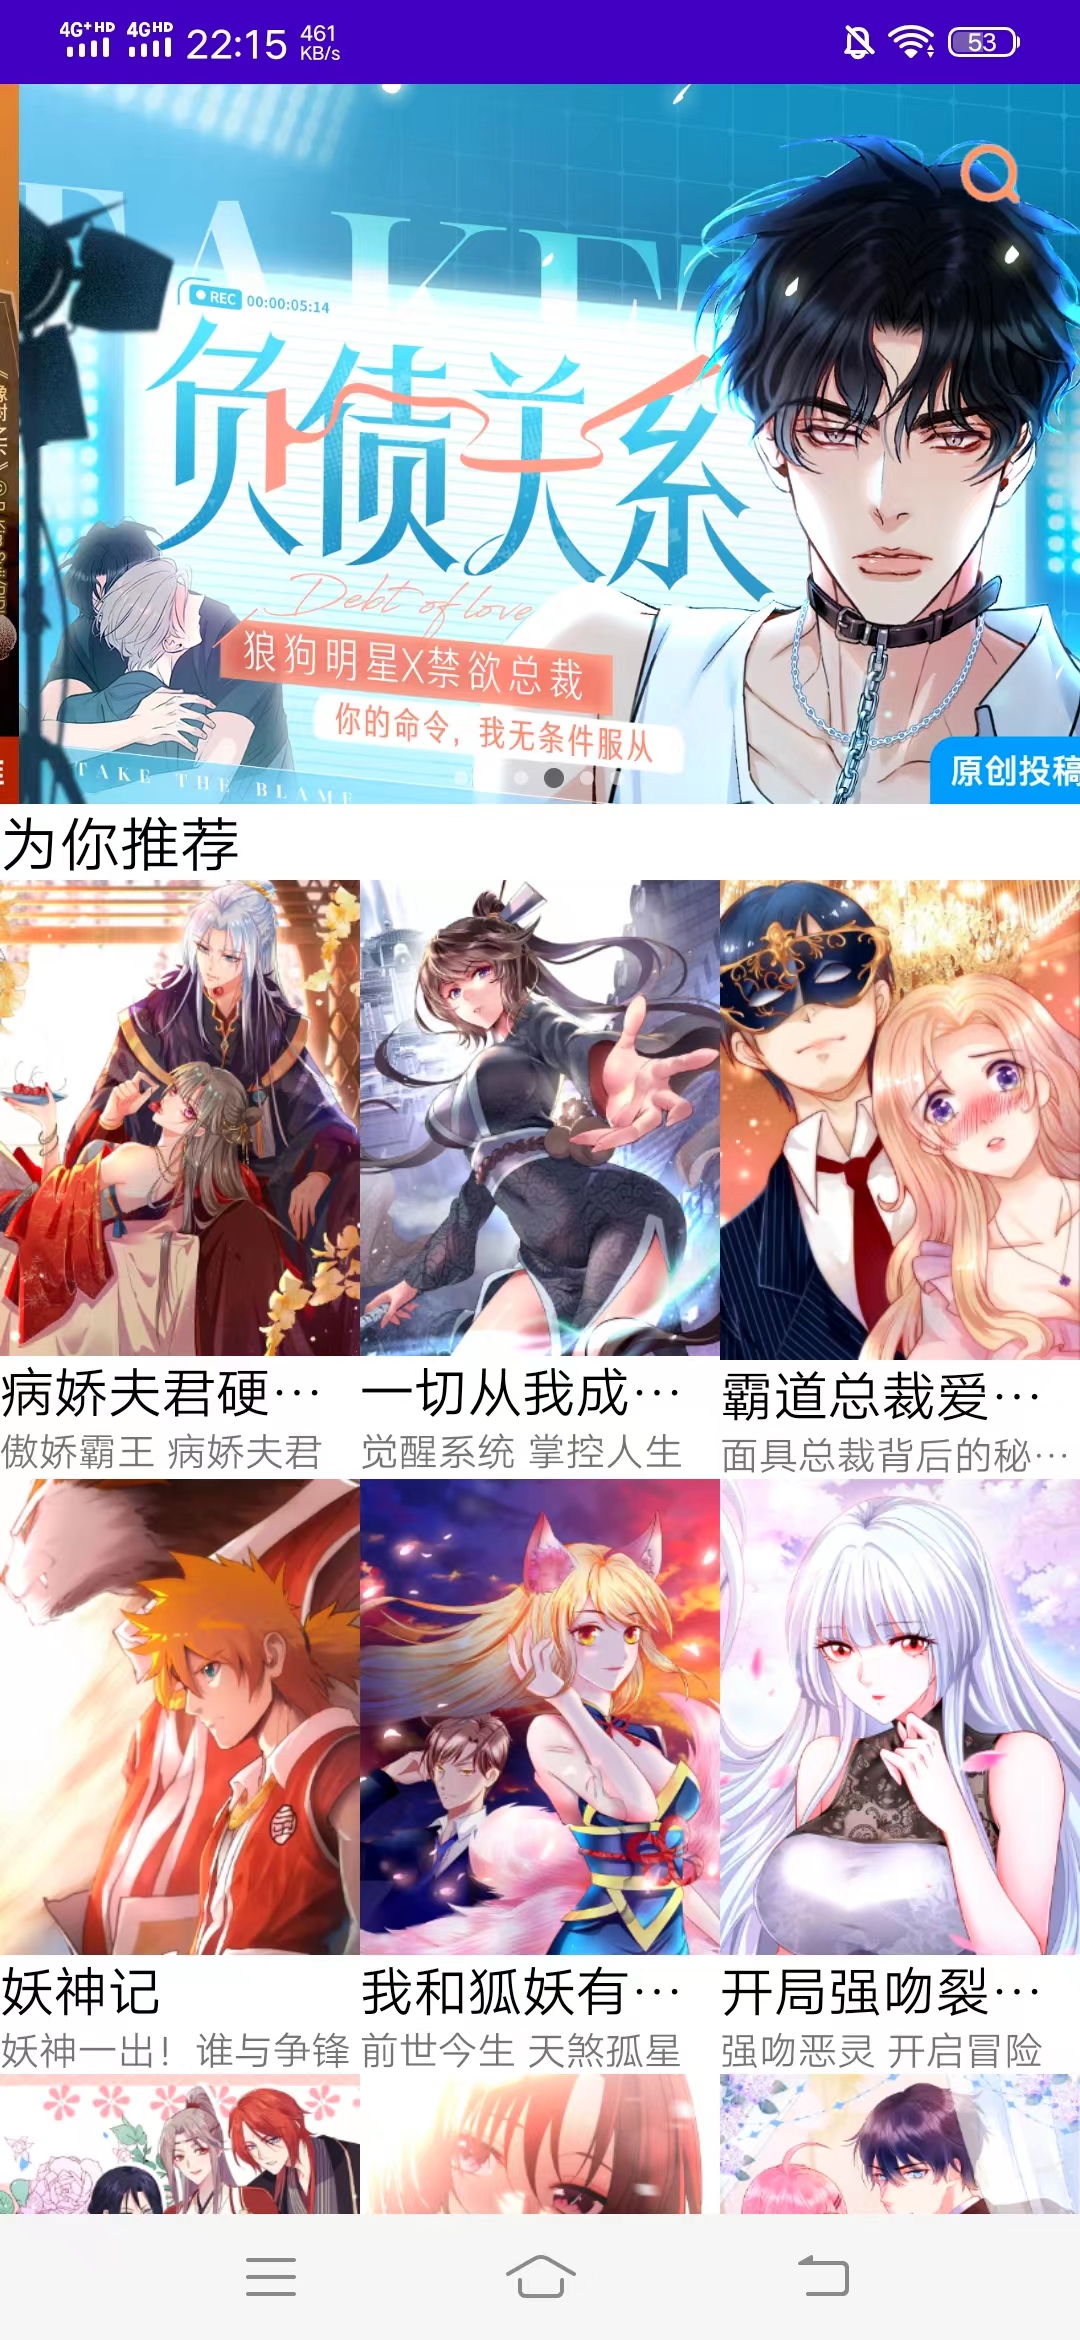 4G+HD 4GHD 22:15 461 KB/s 53
REC 00:00:05:14
负债关系
Debt of love
狼狗明星X禁欲总裁
你的命令，我无条件服从
TAKE THE BLAME
原创投稿
为你推荐
病娇夫君硬… 一切从我成… 霸道总裁爱…
傲娇霸王 病娇夫君 觉醒系统 掌控人生 面具总裁背后的秘…
妖神记 我和狐妖有… 开局强吻裂…
妖神一出！谁与争锋 前世今生 天煞孤星 强吻恶灵 开启冒险